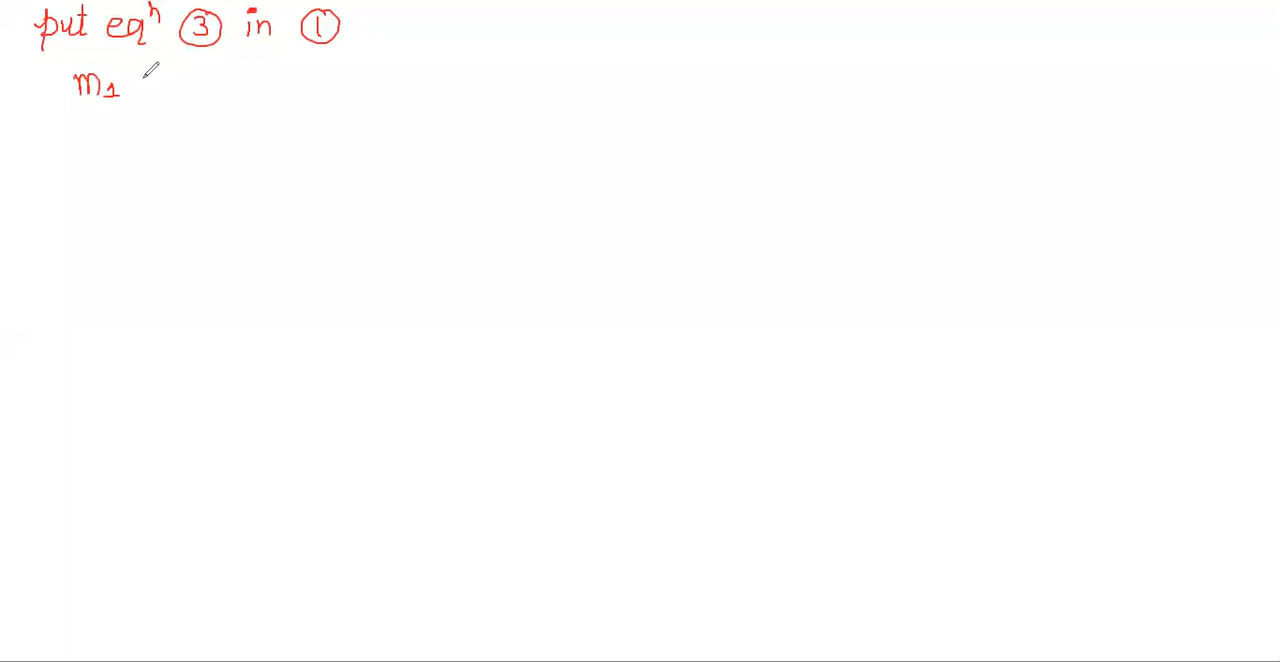 put eqⁿ ③ in ①
m₁